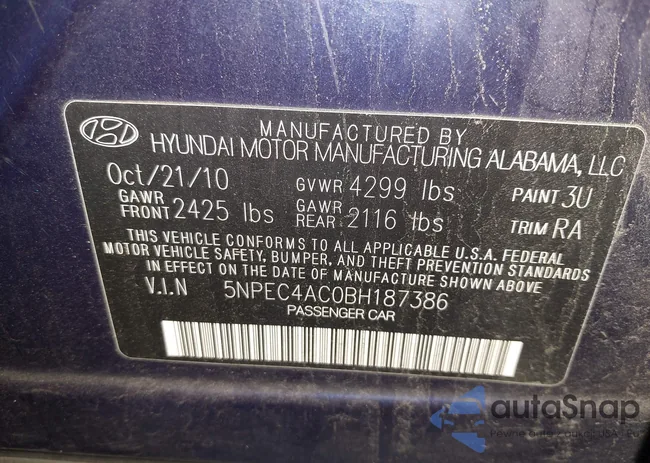 MANUFACTURED BY
HYUNDAI MOTOR MANUFACTURING ALABAMA, LLC
Oct/21/10 GVWR 4299 lbs PAINT 3U
GAWR FRONT 2425 lbs GAWR REAR 2116 lbs TRIM RA
THIS VEHICLE CONFORMS TO ALL APPLICABLE U.S.A. FEDERAL
MOTOR VEHICLE SAFETY, BUMPER, AND THEFT PREVENTION STANDARDS
IN EFFECT ON THE DATE OF MANUFACTURE SHOWN ABOVE
V.I.N 5NPEC4AC0BH187386
PASSENGER CAR
autaSnap